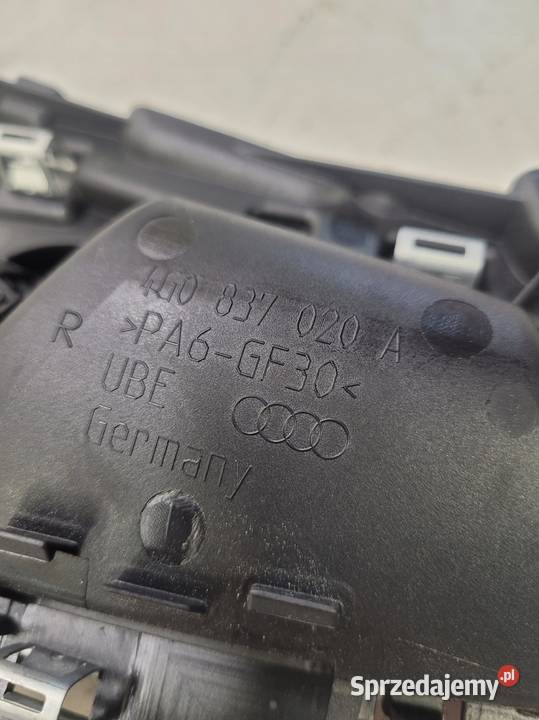 4G0 837 020 A
R >PA6-GF30<
UBE
Germany
Sprzedajemy.pl